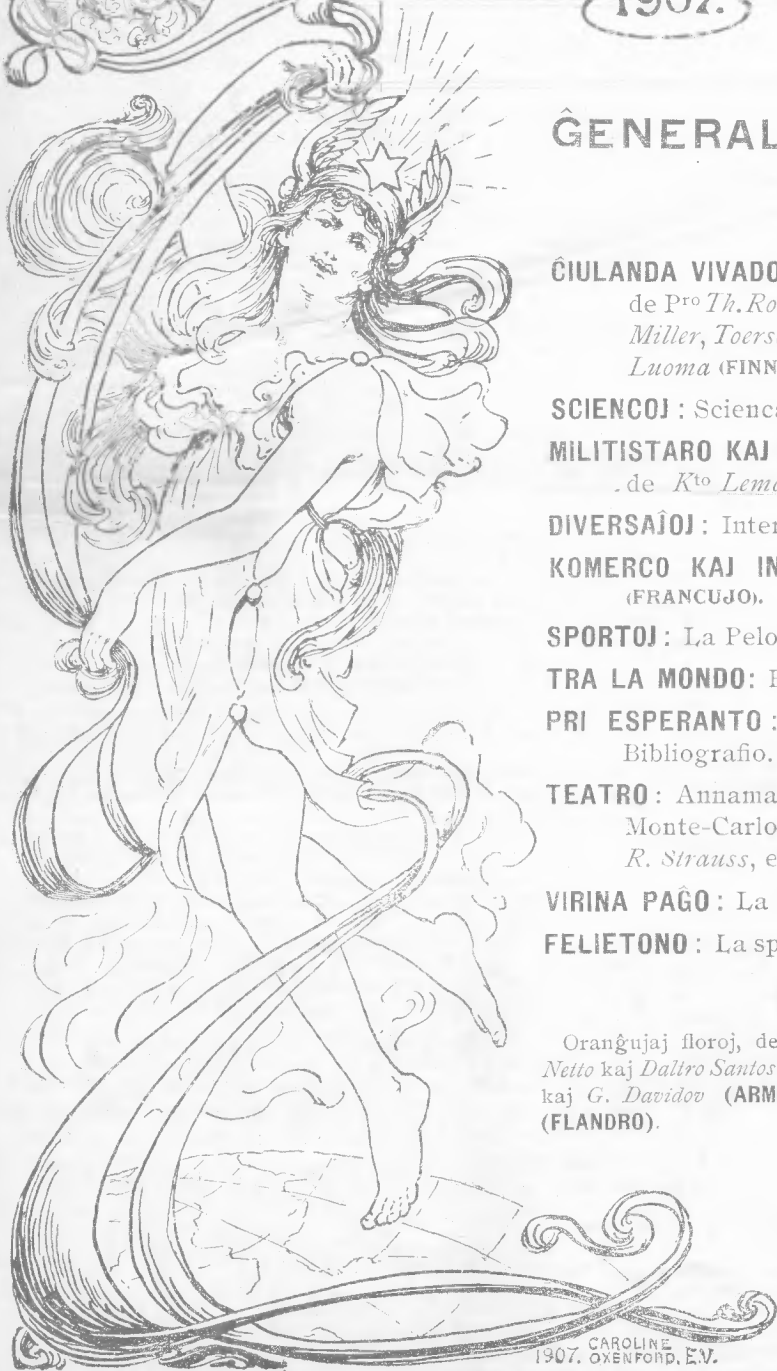 1907.
ĜENERAL
ĈIULANDA VIVADO
de Pro Th. Ro
Miller, Toers
Luoma (FINN
SCIENCOJ : Scienca
MILITISTARO KAJ
de Kto Lema
DIVERSAĴOJ : Inter
KOMERCO KAJ IN
(FRANCUJO).
SPORTOJ : La Pelo
TRA LA MONDO :
PRI ESPERANTO :
Bibliografio.
TEATRO : Annama
Monte-Carlo
R. Strauss, e
VIRINA PAĜO : La
FELIETONO : La sp
Oranĝujaj floroj, de
Netto kaj Daltro Santos
kaj G. Davidov (ARM
(FLANDRO).
CAROLINE
1907. OXENFORD. E.V.